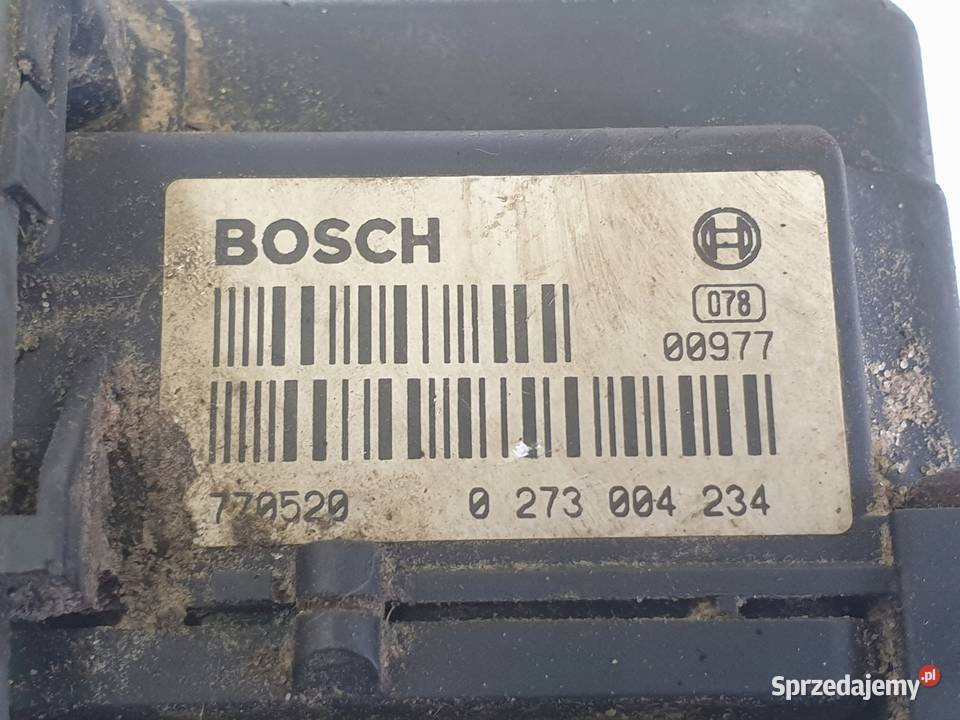 BOSCH
078
00977
770520 0 273 004 234
Sprzedajemy.pl